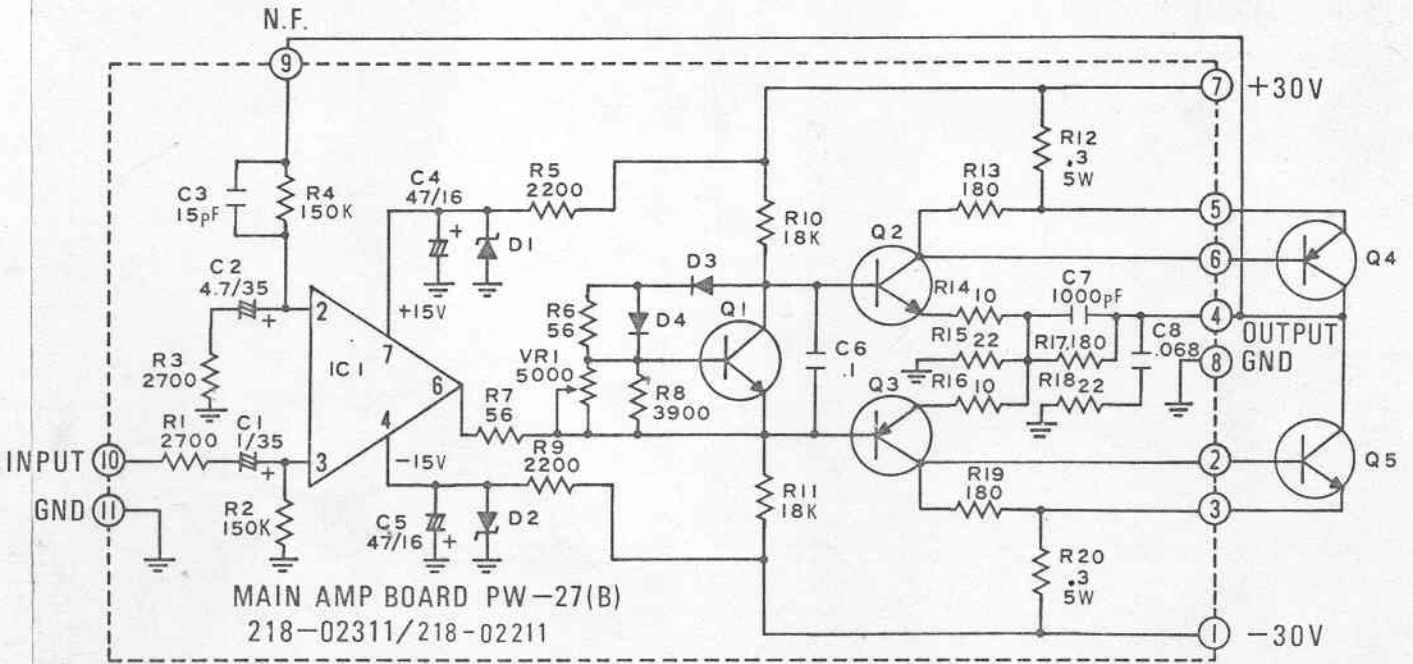 N.F.
9
7 +30V
R12
.3
5W
R13
180
C3
15pF
R4
150K
C4
47/16
R5
2200
+
D1
R10
18K
5
Q2
6
Q4
D3
C2
4.7/35
+
2
+15V
R6
56
D4
Q1
R14 10
C7
1000pF
4
OUTPUT
R15 22
C8
.068
7
VR1
5000
C6
.1
R17 180
8
GND
R3
2700
IC1
6
R8
3900
R16 10
R18 22
Q3
R7
56
4
R1
2700
C1
1/35
+
3
-15V
R9
2200
2
Q5
INPUT 10
R19
180
R11
18K
3
GND 11
R2
150K
C5
47/16
+
D2
R20
.3
5W
MAIN AMP BOARD PW-27(B)
218-02311/218-02211
1 -30V